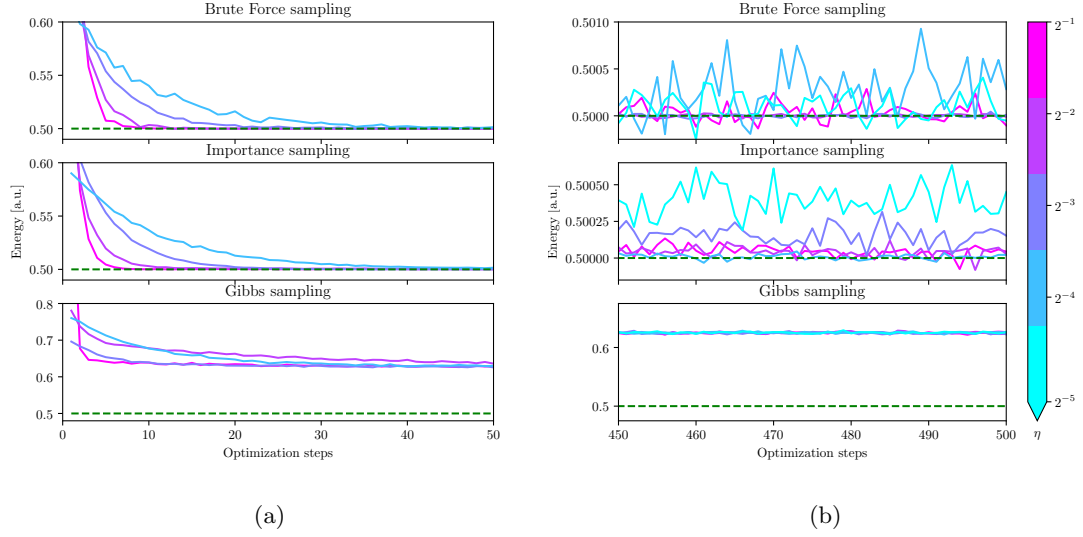 Brute Force sampling
0.60
0.55
0.50
Importance sampling
0.60
0.55
0.50
Energy [a.u.]
Gibbs sampling
0.8
0.7
0.6
0.5
0 10 20 30 40 50
Optimization steps
(a)
Brute Force sampling
0.5010
0.5005
0.5000
Importance sampling
0.50050
0.50025
0.50000
Energy [a.u.]
Gibbs sampling
0.6
0.5
450 460 470 480 490 500
Optimization steps
(b)
2⁻¹
2⁻²
2⁻³
2⁻⁴
2⁻⁵
η